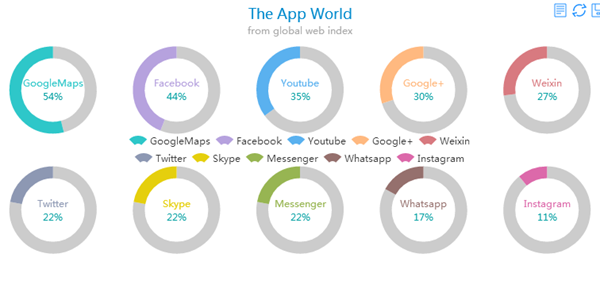 The App World
from global web index
GoogleMaps Facebook Youtube Google+ Weixin
54% 44% 35% 30% 27%
GoogleMaps Facebook Youtube Google+ Weixin
Twitter Skype Messenger Whatsapp Instagram
Twitter Skype Messenger Whatsapp Instagram
22% 22% 22% 17% 11%